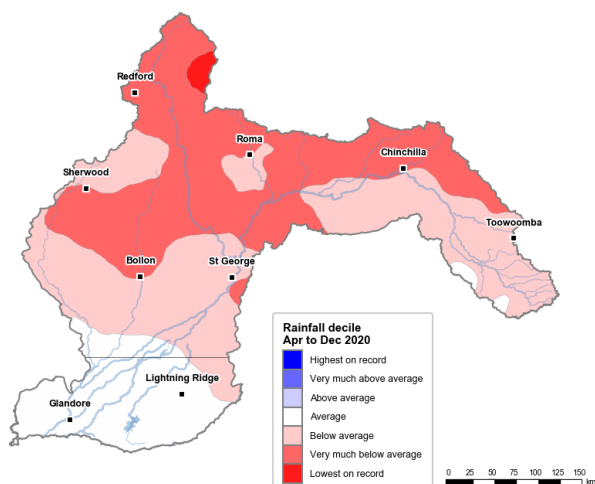 Redford
Roma
Chinchilla
Sherwood
Toowoomba
Bollon
St George
Lightning Ridge
Glandore
Rainfall decile
Apr to Dec 2020
Highest on record
Very much above average
Above average
Average
Below average
Very much below average
Lowest on record
0 25 50 75 100 125 150
km